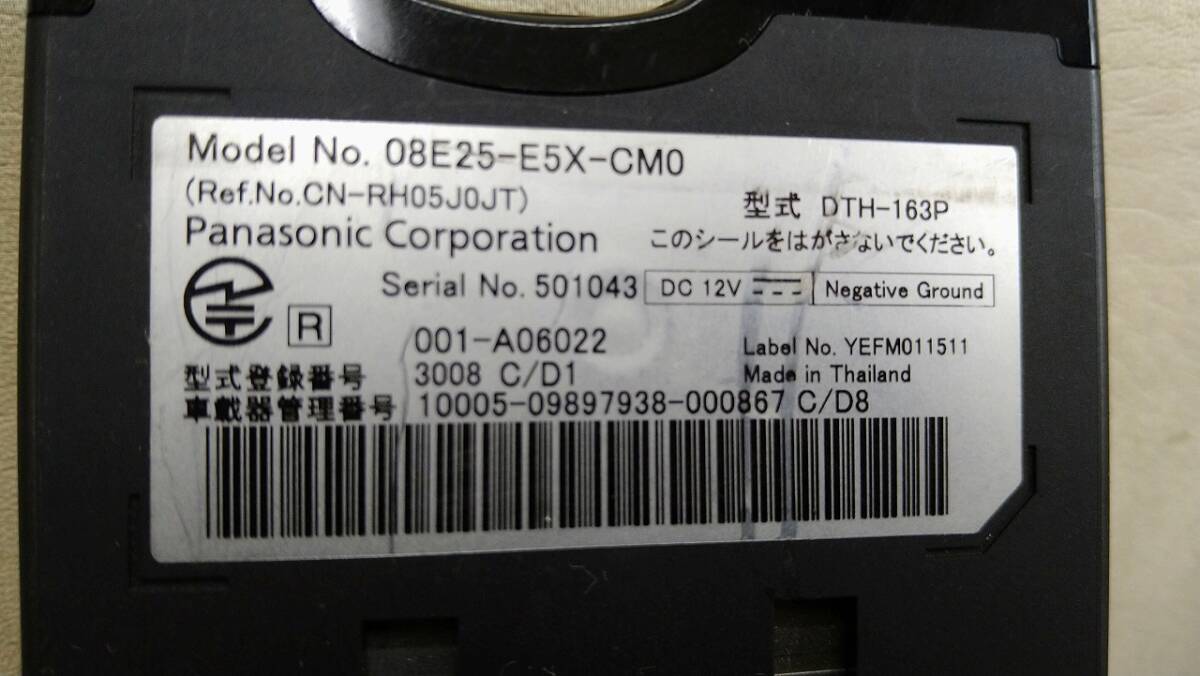 Model No. 08E25-E5X-CM0
(Ref.No.CN-RH05J0JT)
型式 DTH-163P
Panasonic Corporation
このシールをはがさないでください。
Serial No. 501043
DC 12V
Negative Ground
R
001-A06022
Label No. YEFM011511
型式登録番号 3008 C/D1
Made in Thailand
車載器管理番号 10005-09897938-000867 C/D8